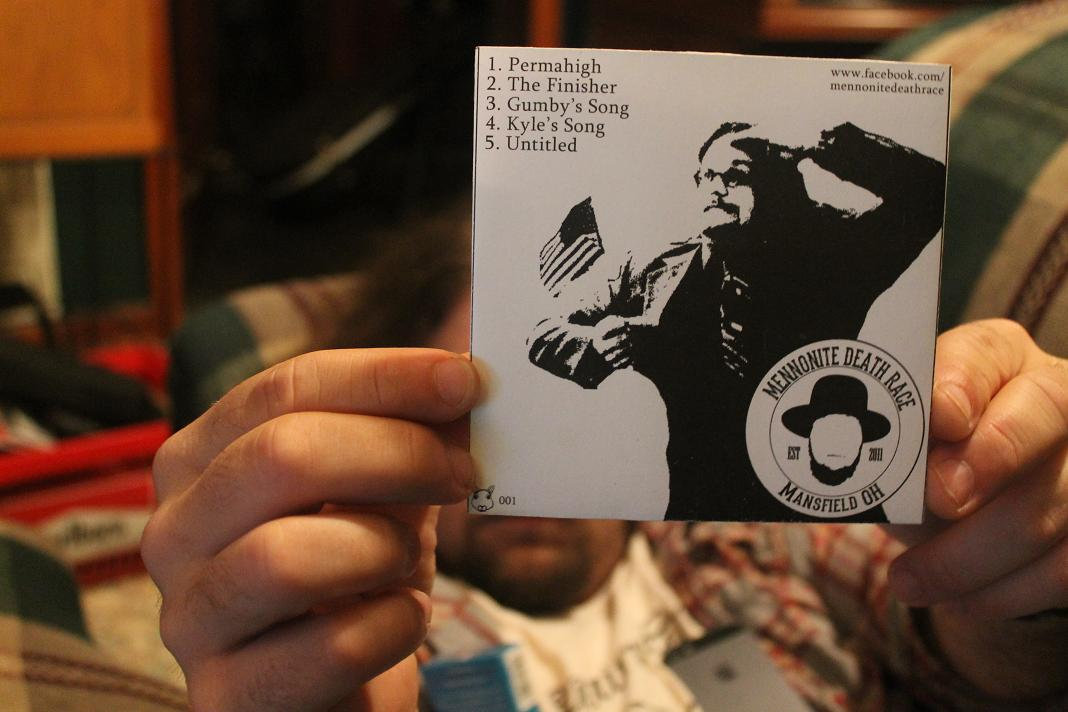 1. Permahigh
2. The Finisher
3. Gumby's Song
4. Kyle's Song
5. Untitled
www.facebook.com/
mennonitedeathrace
MENNONITE DEATH RACE
EST 2011
MANSFIELD OH
001